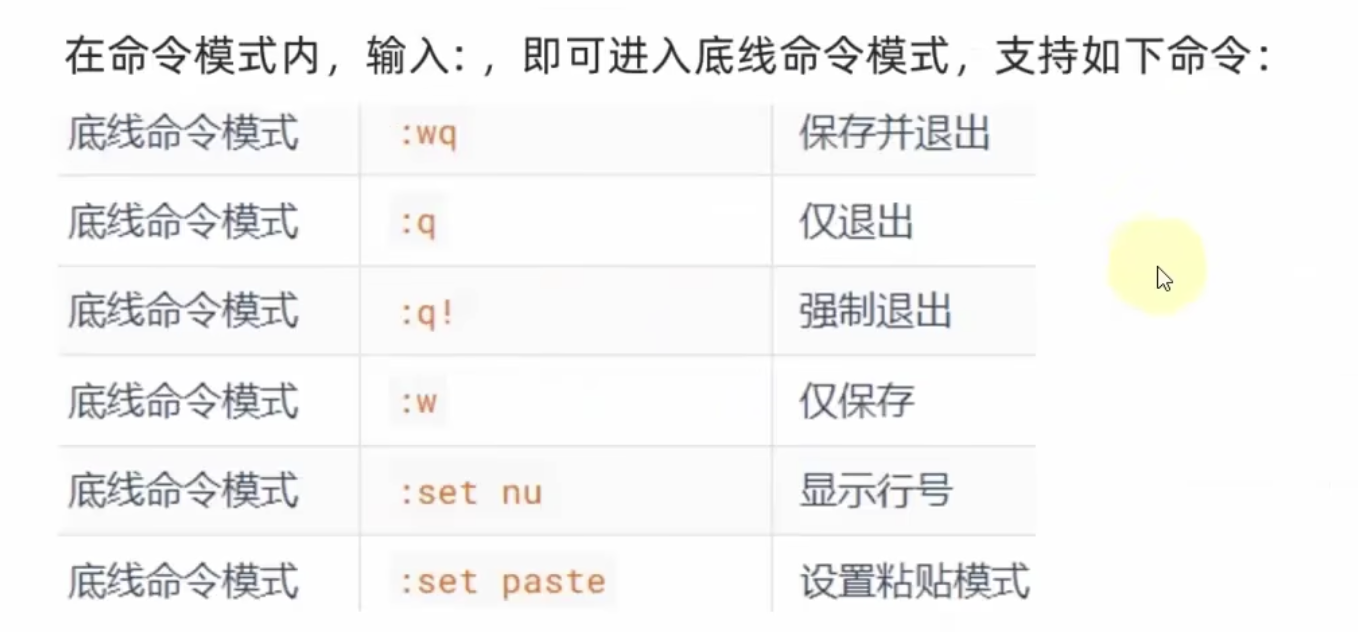 在命令模式内，输入:，即可进入底线命令模式，支持如下命令：
底线命令模式 :wq 保存并退出
底线命令模式 :q 仅退出
底线命令模式 :q! 强制退出
底线命令模式 :w 仅保存
底线命令模式 :set nu 显示行号
底线命令模式 :set paste 设置粘贴模式